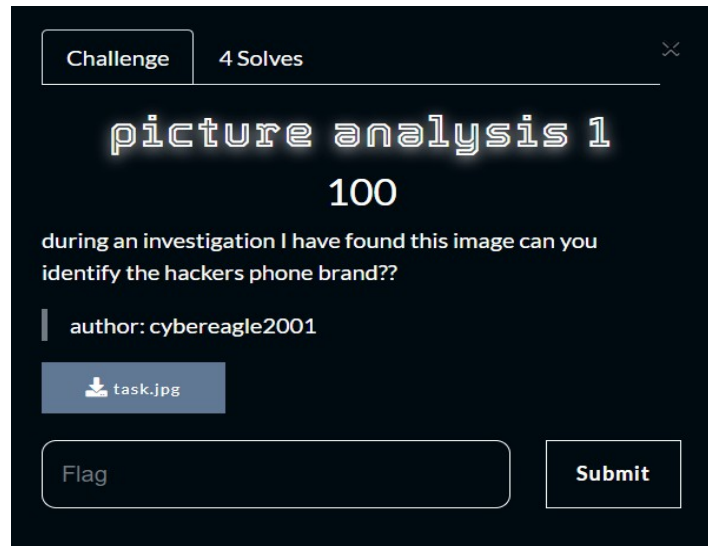 Challenge 4 Solves
picture analysis 1
100
during an investigation I have found this image can you
identify the hackers phone brand??
author: cybereagle2001
task.jpg
Flag Submit